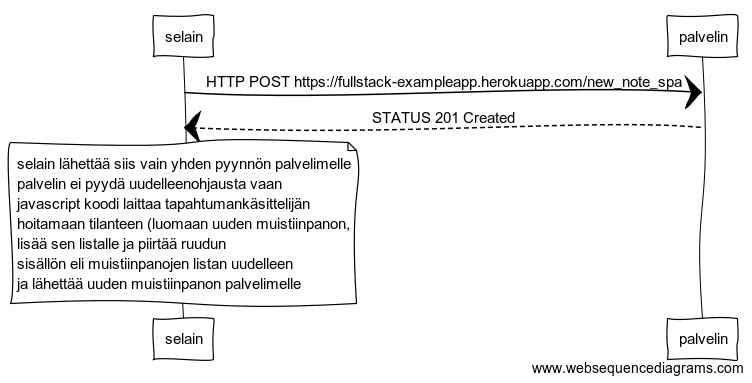 selain
palvelin
HTTP POST https://fullstack-exampleapp.herokuapp.com/new_note_spa
STATUS 201 Created
selain lähettää siis vain yhden pyynnön palvelimelle
palvelin ei pyydä uudelleenohjausta vaan
javascript koodi laittaa tapahtumankäsittelijän
hoitamaan tilanteen (luomaan uuden muistiinpanon,
lisää sen listalle ja piirtää ruudun
sisällön eli muistiinpanojen listan uudelleen
ja lähettää uuden muistiinpanon palvelimelle
selain
palvelin
www.websequencediagrams.com